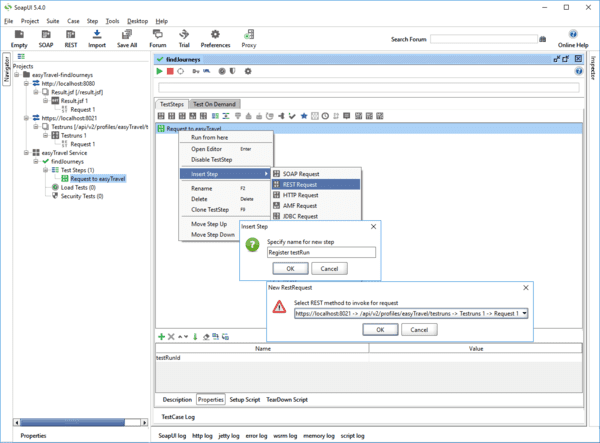 SoapUI 5.4.0
File Project Suite Case Step Tools Desktop Help
Empty SOAP REST Import Save All Forum Trial Preferences Proxy
Search Forum
Online Help
Navigator
Projects
easyTravel-findJourneys
http://localhost:8080
Result.jsf [/result.jsf]
Result.jsf 1
Request 1
https://localhost:8021
Testruns [/api/v2/profiles/easyTravel/t
Testruns 1
Request 1
easyTravel Service
findJourneys
Test Steps (1)
Request to easyTravel
Load Tests (0)
Security Tests (0)
Properties
findJourneys
TestSteps Test On Demand
Request to easyTravel
Run from here
Open Editor Enter
Disable TestStep
Insert Step
Rename F2
Delete Delete
Clone TestStep F9
Move Step Up
Move Step Down
SOAP Request
REST Request
HTTP Request
AMF Request
JDBC Request
Insert Step
Specify name for new step
Register testRun
OK Cancel
New RestRequest
Select REST method to invoke for request
https://localhost:8021 -> /api/v2/profiles/easyTravel/testruns -> Testruns 1 -> Request 1
OK Cancel
Name Value
testRunId
Description Properties Setup Script TearDown Script
TestCase Log
SoapUI log http log jetty log error log wsrm log memory log script log
Inspector